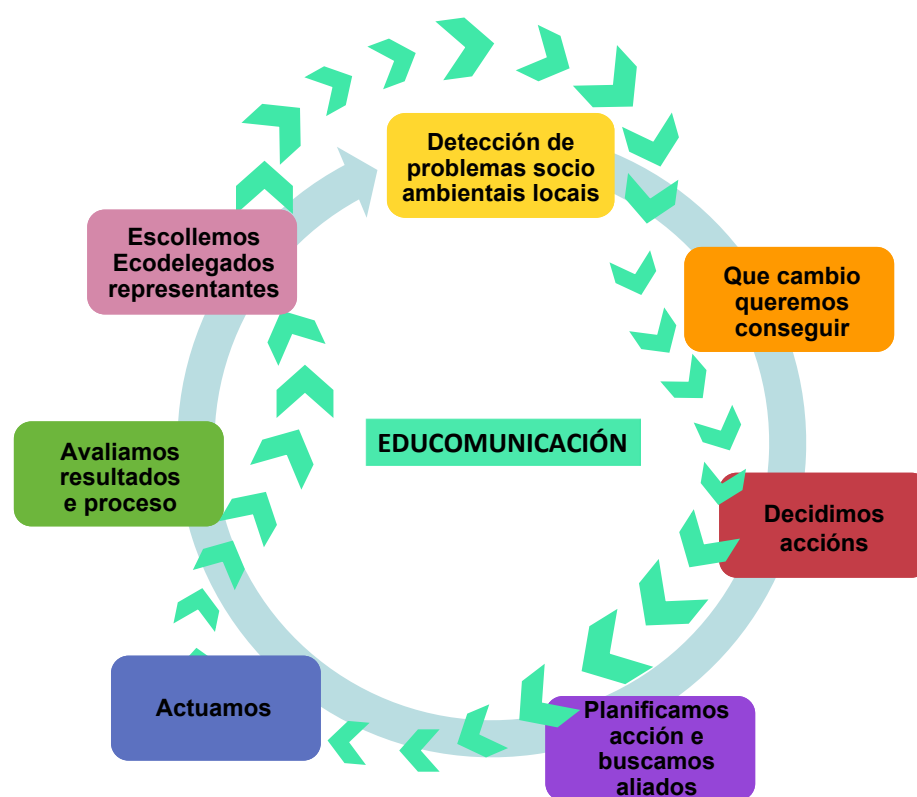 Detección de
problemas socio
ambientais locais
Que cambio
queremos
conseguir
Decidimos
accións
Planificamos
acción e
buscamos
aliados
Actuamos
Avaliamos
resultados
e proceso
Escollemos
Ecodelegados
representantes
EDUCOMUNICACIÓN